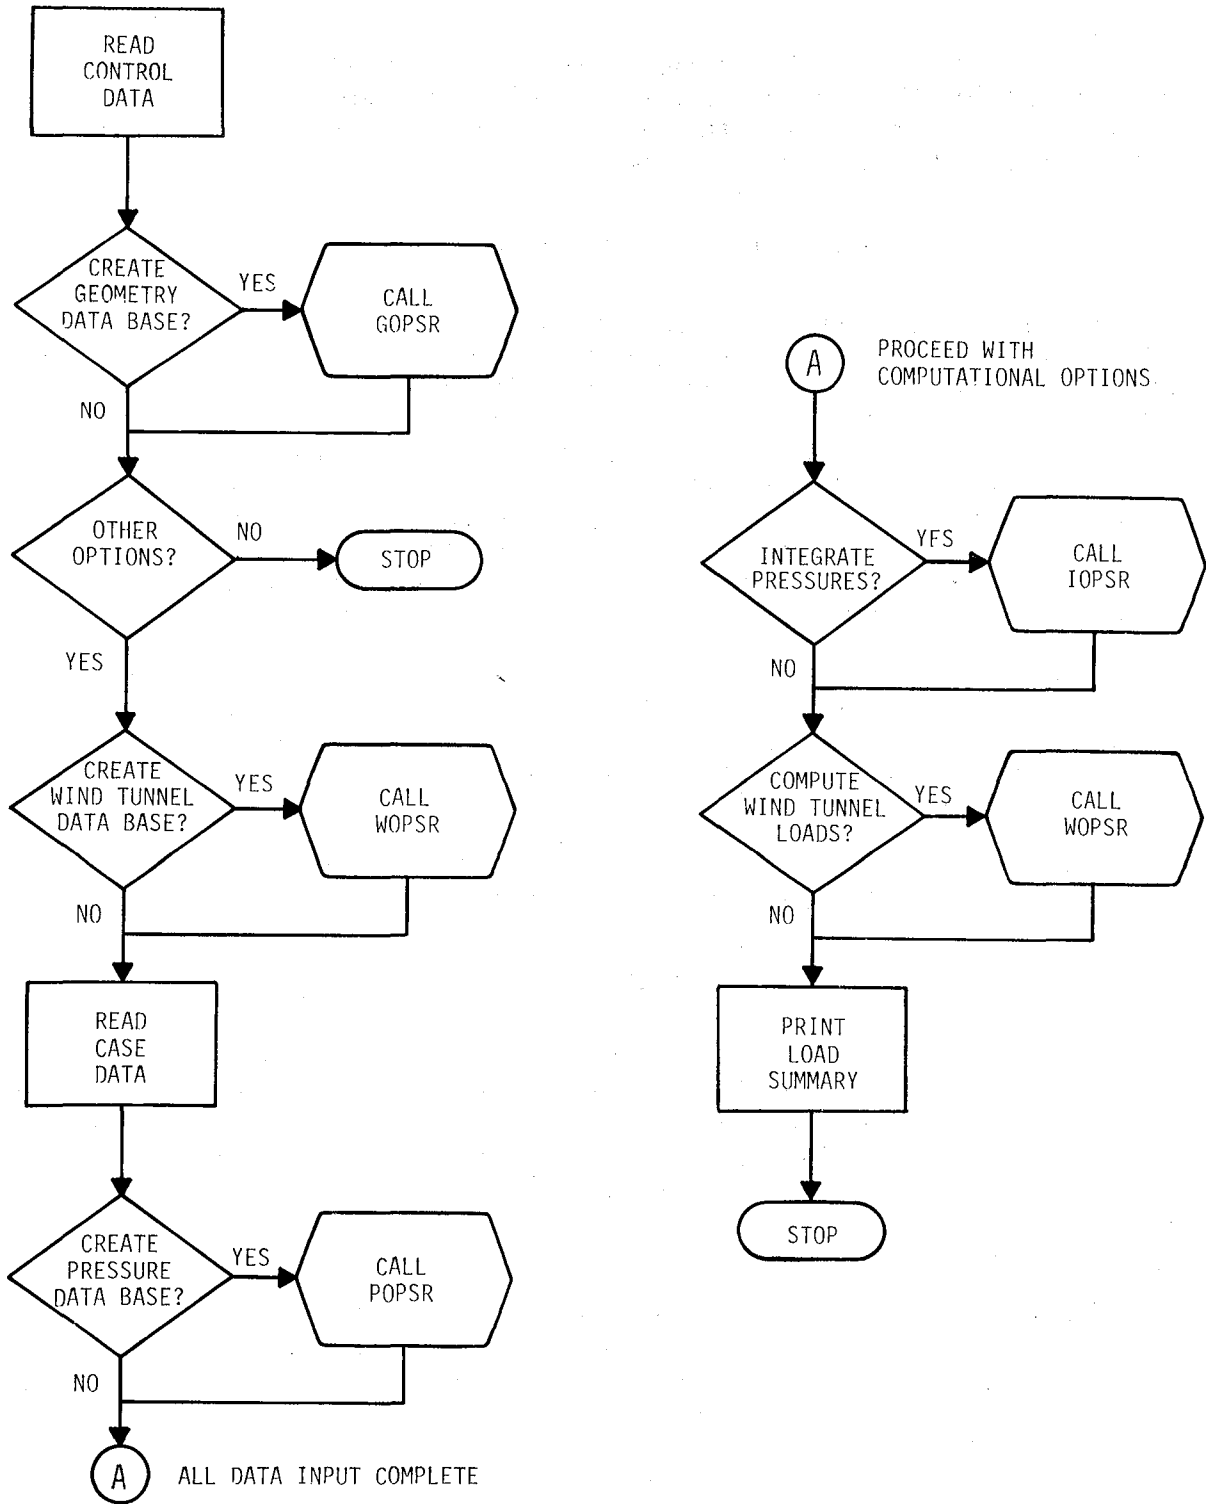 READ
CONTROL
DATA
CREATE
GEOMETRY
DATA BASE?
YES
CALL
GOPSR
NO
OTHER
OPTIONS?
NO
STOP
YES
CREATE
WIND TUNNEL
DATA BASE?
YES
CALL
WOPSR
NO
READ
CASE
DATA
CREATE
PRESSURE
DATA BASE?
YES
CALL
POPSR
NO
A
ALL DATA INPUT COMPLETE
A
PROCEED WITH
COMPUTATIONAL OPTIONS
INTEGRATE
PRESSURES?
YES
CALL
IOPSR
NO
COMPUTE
WIND TUNNEL
LOADS?
YES
CALL
WOPSR
NO
PRINT
LOAD
SUMMARY
STOP